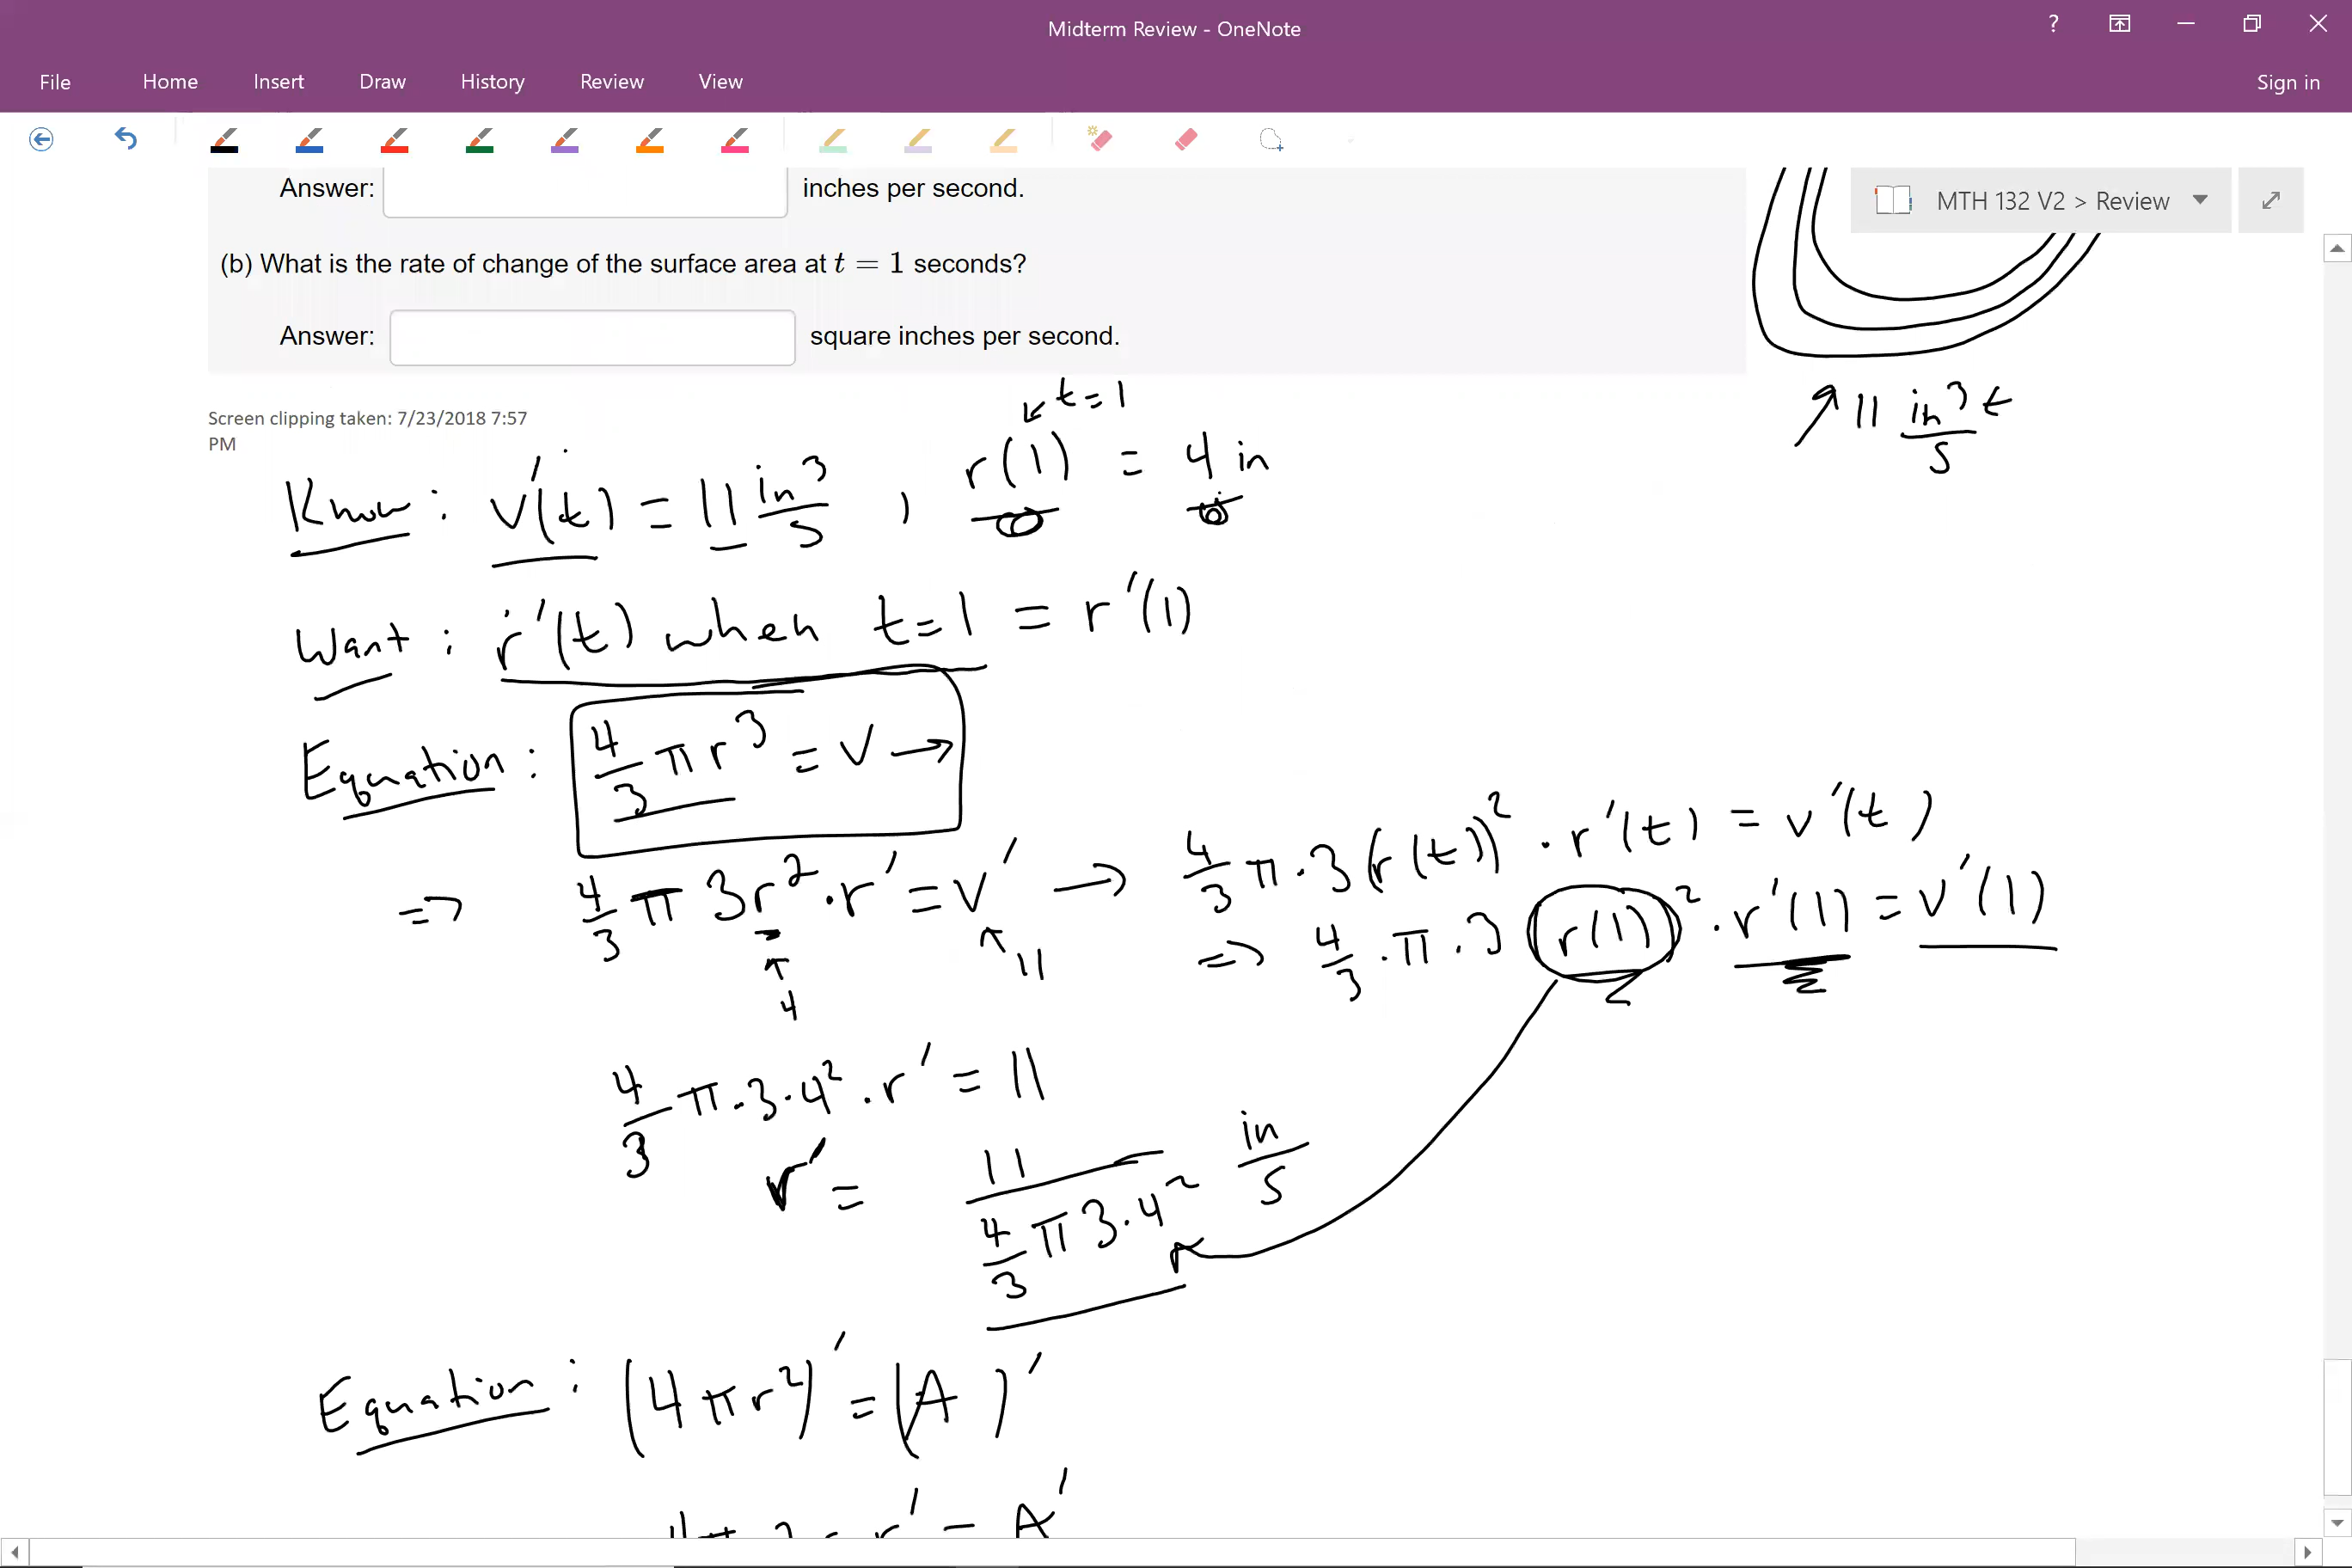 Midterm Review - OneNote
?
File Home Insert Draw History Review View Sign in
MTH 132 V2 > Review
Answer: inches per second.
(b) What is the rate of change of the surface area at t = 1 seconds?
Answer: square inches per second.
Screen clipping taken: 7/23/2018 7:57
PM
t=1
11 in³/s
Know: v'(t) = 11 in³/s , r(1) = 4 in
Want: r'(t) when t=1 = r'(1)
Equation: 4/3 πr³ = V →
=> 4/3 π 3r² · r' = v' → 4/3 π · 3(r(t))² · r'(t) = v'(t)
4
11
=> 4/3 · π · 3 r(1)² · r'(1) = v'(1)
4/3 π · 3 · 4² · r' = 11
r' = 11 / (4/3 π 3 · 4²) in/s
Equation: (4πr²)' = (A)'
4π 2r r' = A'